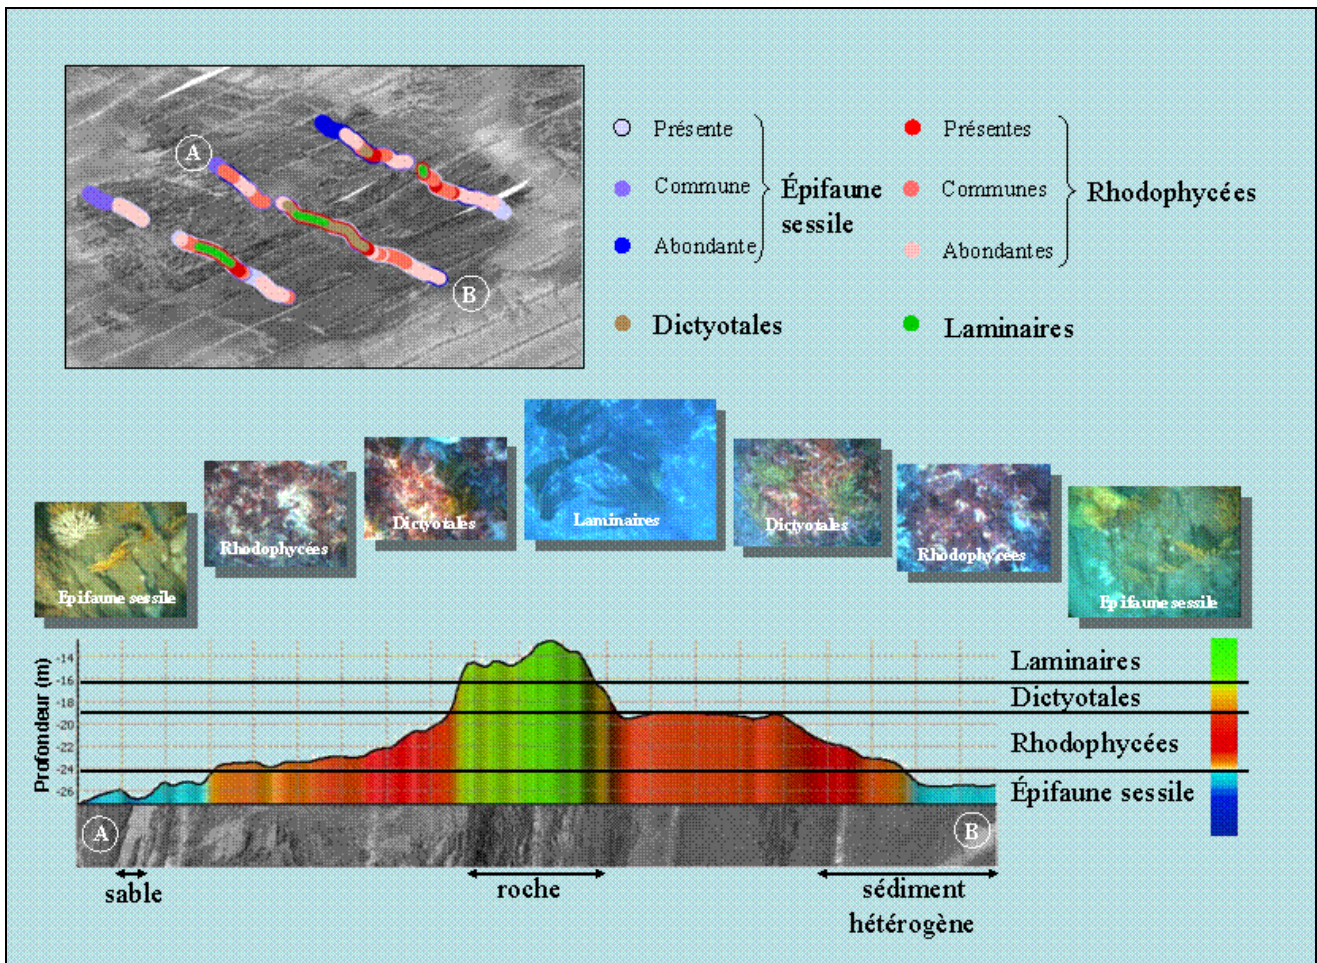 A
B
Présente
Commune
Abondante
Épifaune
sessile
Présentes
Communes
Abondantes
Rhodophycées
Dictyotales
Laminaires
Epifaune sessile
Rhodophycées
Dictyotales
Laminaires
Dictyotales
Rhodophycées
Epifaune sessile
Profondeur (m)
-14
-16
-18
-20
-22
-24
-26
Laminaires
Dictyotales
Rhodophycées
Épifaune sessile
A
B
sable
roche
sédiment
hétérogène